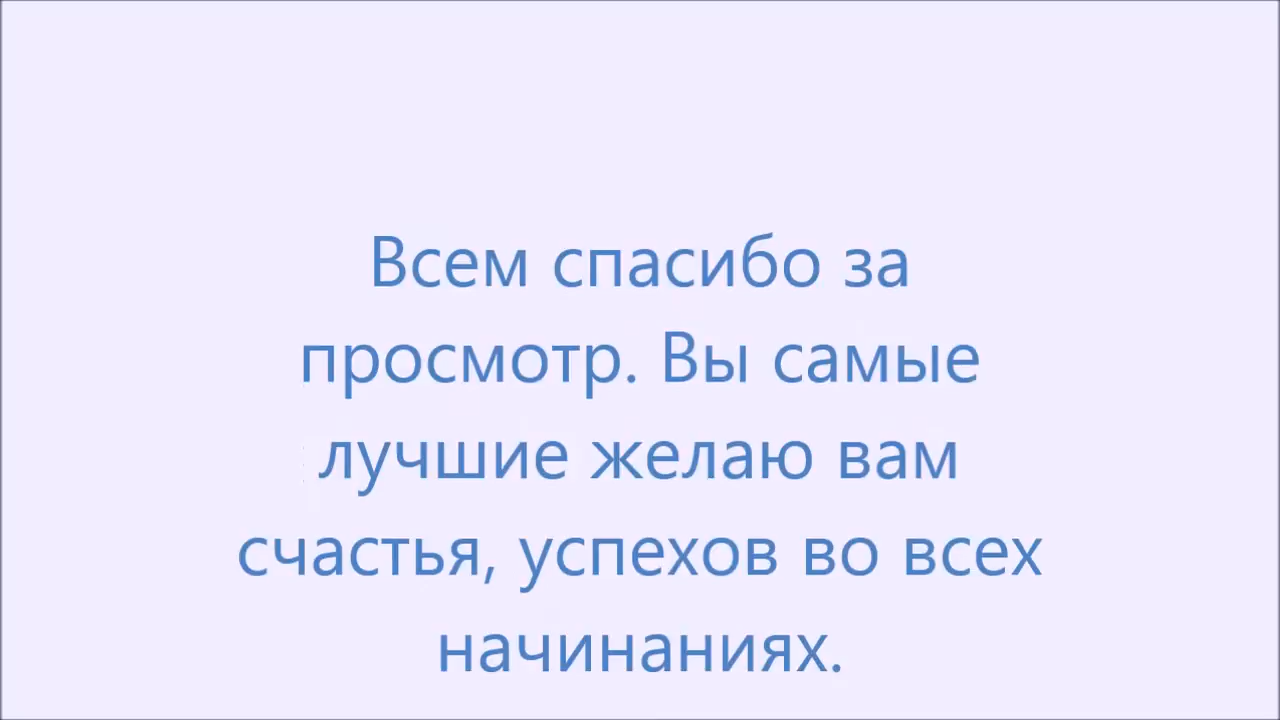 Всем спасибо за
просмотр. Вы самые
лучшие желаю вам
счастья, успехов во всех
начинаниях.